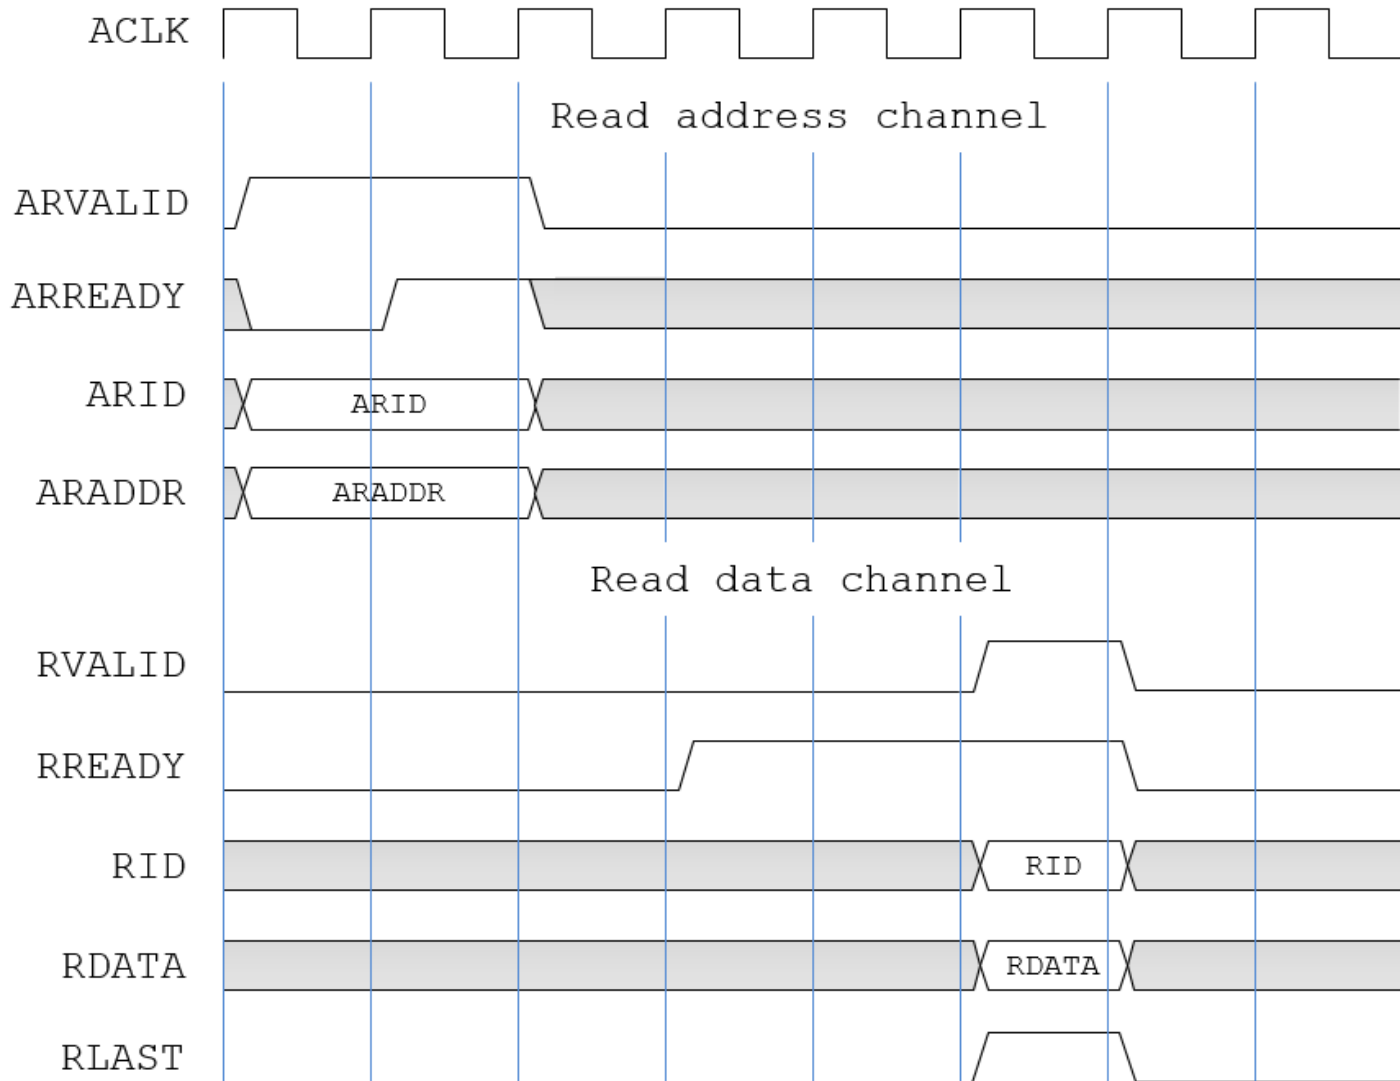 ACLK
Read address channel
ARVALID
ARREADY
ARID
ARID
ARADDR
ARADDR
Read data channel
RVALID
RREADY
RID
RID
RDATA
RDATA
RLAST